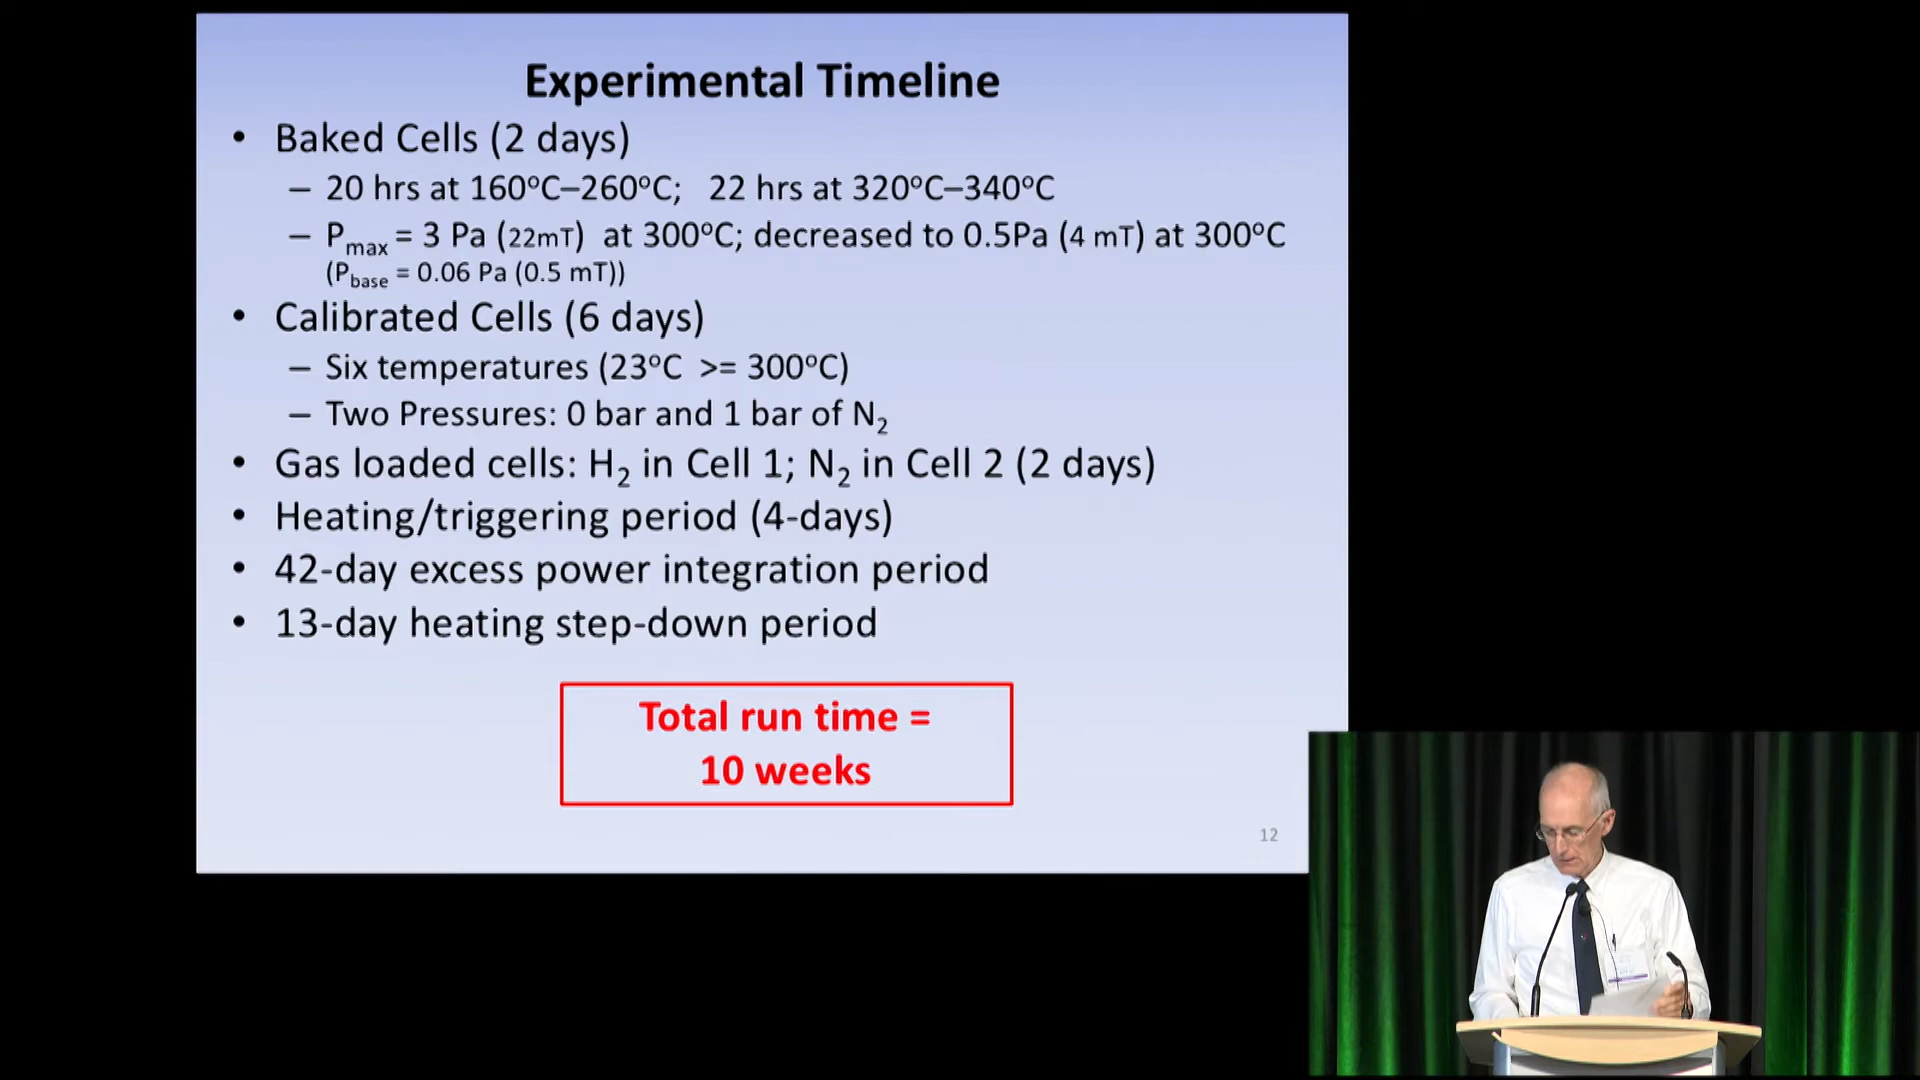 Experimental Timeline
• Baked Cells (2 days)
– 20 hrs at 160°C–260°C; 22 hrs at 320°C–340°C
– Pmax = 3 Pa (22mT) at 300°C; decreased to 0.5Pa (4 mT) at 300°C
(Pbase = 0.06 Pa (0.5 mT))
• Calibrated Cells (6 days)
– Six temperatures (23°C >= 300°C)
– Two Pressures: 0 bar and 1 bar of N2
• Gas loaded cells: H2 in Cell 1; N2 in Cell 2 (2 days)
• Heating/triggering period (4-days)
• 42-day excess power integration period
• 13-day heating step-down period
Total run time =
10 weeks
12